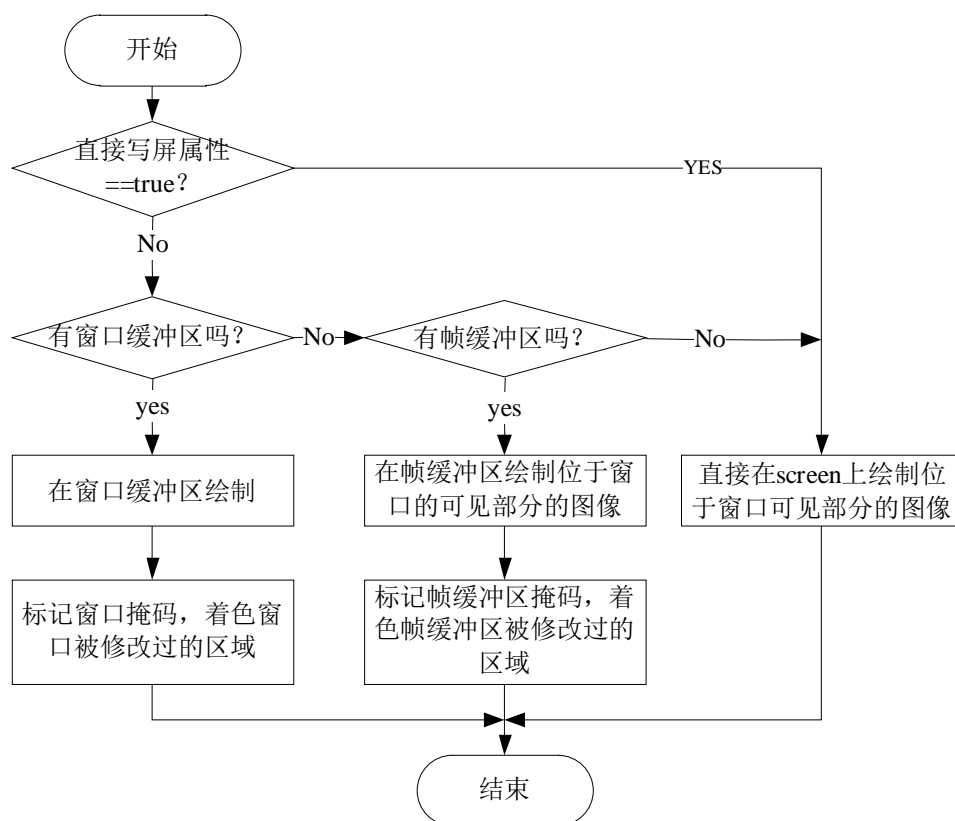 开始
直接写屏属性
==true？
YES
No
有窗口缓冲区吗？
No
有帧缓冲区吗？
No
yes
yes
在窗口缓冲区绘制
在帧缓冲区绘制位于窗
口的可见部分的图像
直接在screen上绘制位
于窗口可见部分的图像
标记窗口掩码，着色窗
口被修改过的区域
标记帧缓冲区掩码，着
色帧缓冲区被修改过的
区域
结束